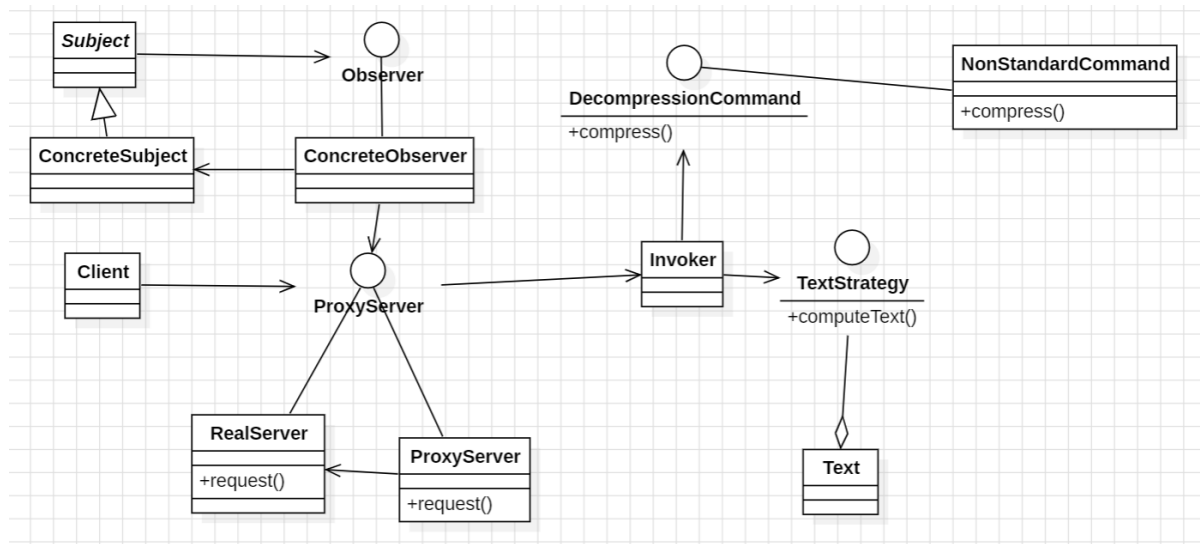 Subject
Observer
ConcreteSubject
ConcreteObserver
DecompressionCommand
+compress()
NonStandardCommand
+compress()
Client
ProxyServer
Invoker
TextStrategy
+computeText()
RealServer
+request()
ProxyServer
+request()
Text